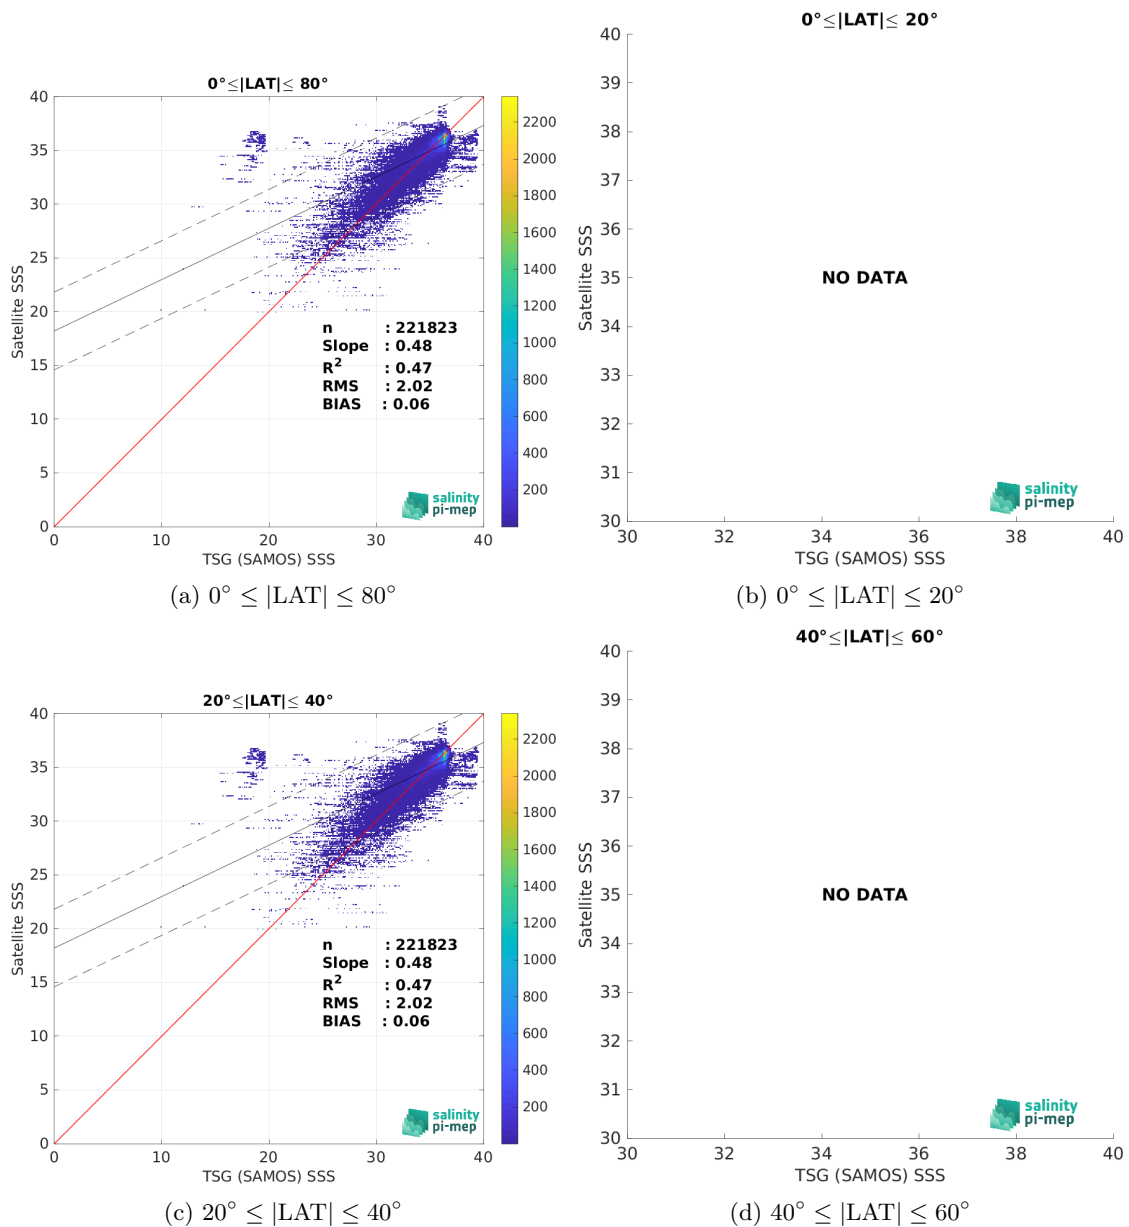 0°≤|LAT|≤ 80°
40
35
30
25
20
15
10
5
0
Satellite SSS
0
10
20
30
40
TSG (SAMOS) SSS
2200
2000
1800
1600
1400
1200
1000
800
600
400
200
n : 221823
Slope : 0.48
R² : 0.47
RMS : 2.02
BIAS : 0.06
salinity
pi-mep
(a) 0° ≤ |LAT| ≤ 80°
0°≤|LAT|≤ 20°
40
39
38
37
36
35
34
33
32
31
30
Satellite SSS
NO DATA
salinity
pi-mep
30
32
34
36
38
40
TSG (SAMOS) SSS
(b) 0° ≤ |LAT| ≤ 20°
20°≤|LAT|≤ 40°
40
35
30
25
20
15
10
5
0
Satellite SSS
0
10
20
30
40
TSG (SAMOS) SSS
2200
2000
1800
1600
1400
1200
1000
800
600
400
200
n : 221823
Slope : 0.48
R² : 0.47
RMS : 2.02
BIAS : 0.06
salinity
pi-mep
(c) 20° ≤ |LAT| ≤ 40°
40°≤|LAT|≤ 60°
40
39
38
37
36
35
34
33
32
31
30
Satellite SSS
NO DATA
salinity
pi-mep
30
32
34
36
38
40
TSG (SAMOS) SSS
(d) 40° ≤ |LAT| ≤ 60°